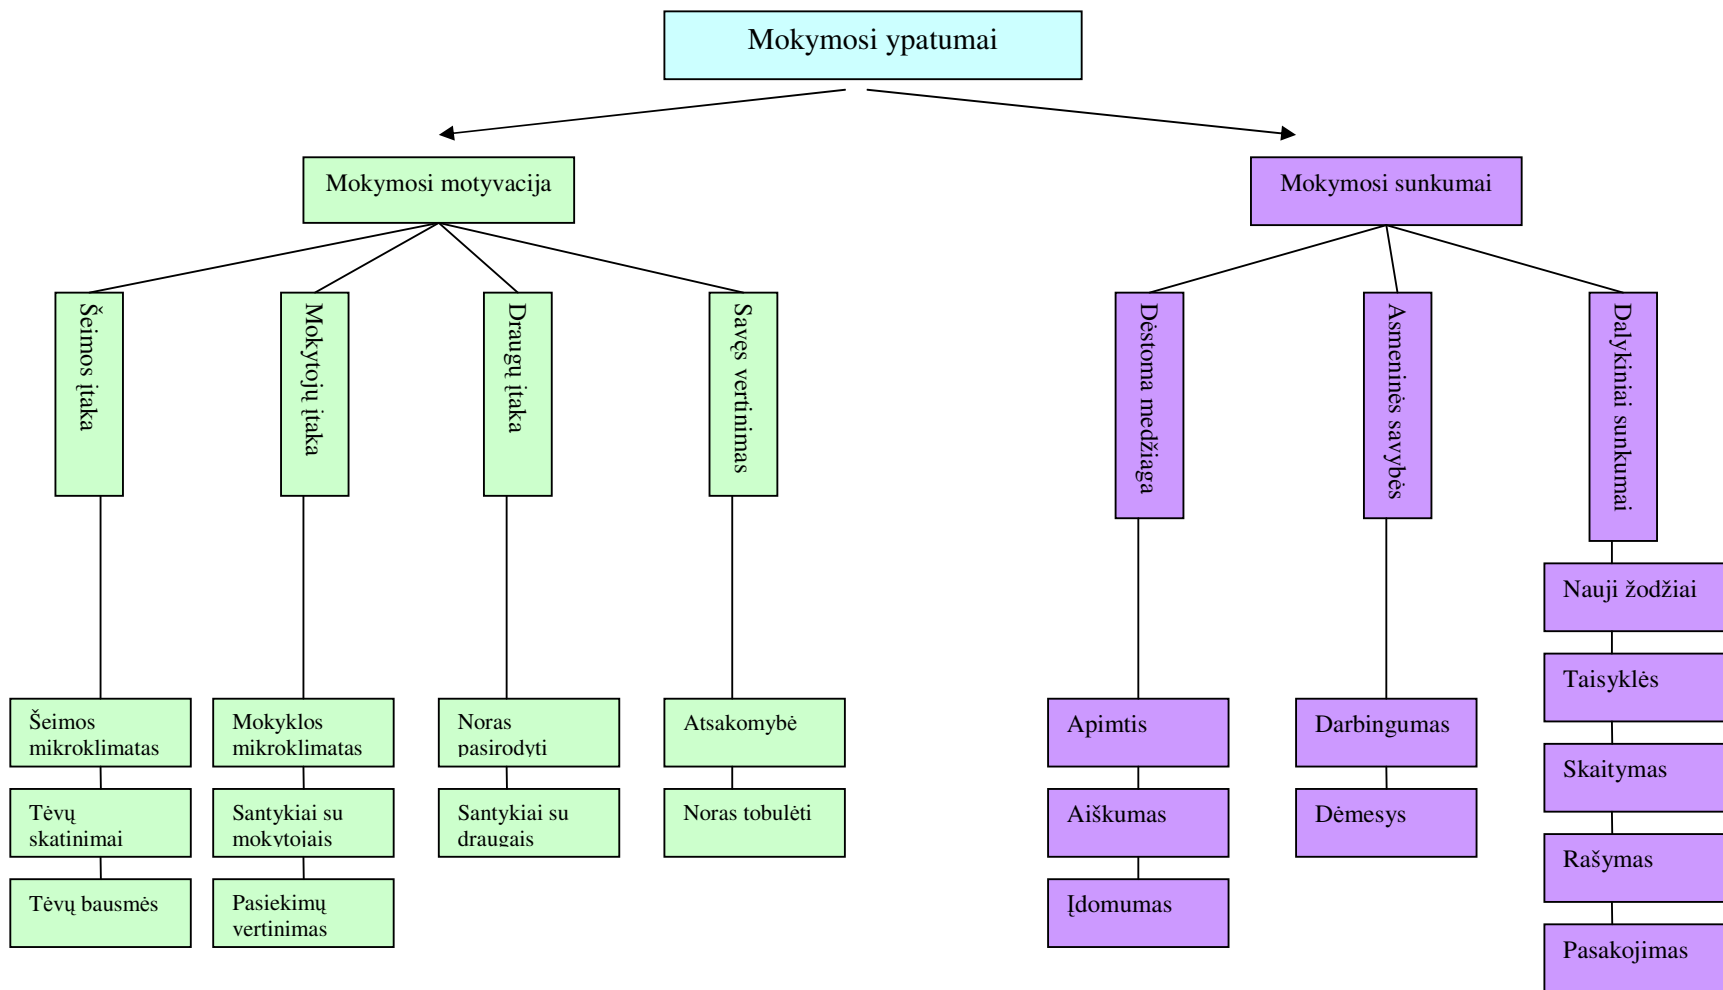 Mokymosi ypatumai
Mokymosi motyvacija
Mokymosi sunkumai
Šeimos įtaka
Mokytojų įtaka
Draugų įtaka
Savęs vertinimas
Dėstoma medžiaga
Asmeninės savybės
Dalykiniai sunkumai
Šeimos
mikroklimatas
Tėvų
skatinimai
Tėvų bausmės
Mokyklos
mikroklimatas
Santykiai su
mokytojais
Pasiekimų
vertinimas
Noras
pasirodyti
Santykiai su
draugais
Atsakomybė
Noras tobulėti
Apimtis
Aiškumas
Įdomumas
Darbingumas
Dėmesys
Nauji žodžiai
Taisyklės
Skaitymas
Rašymas
Pasakojimas